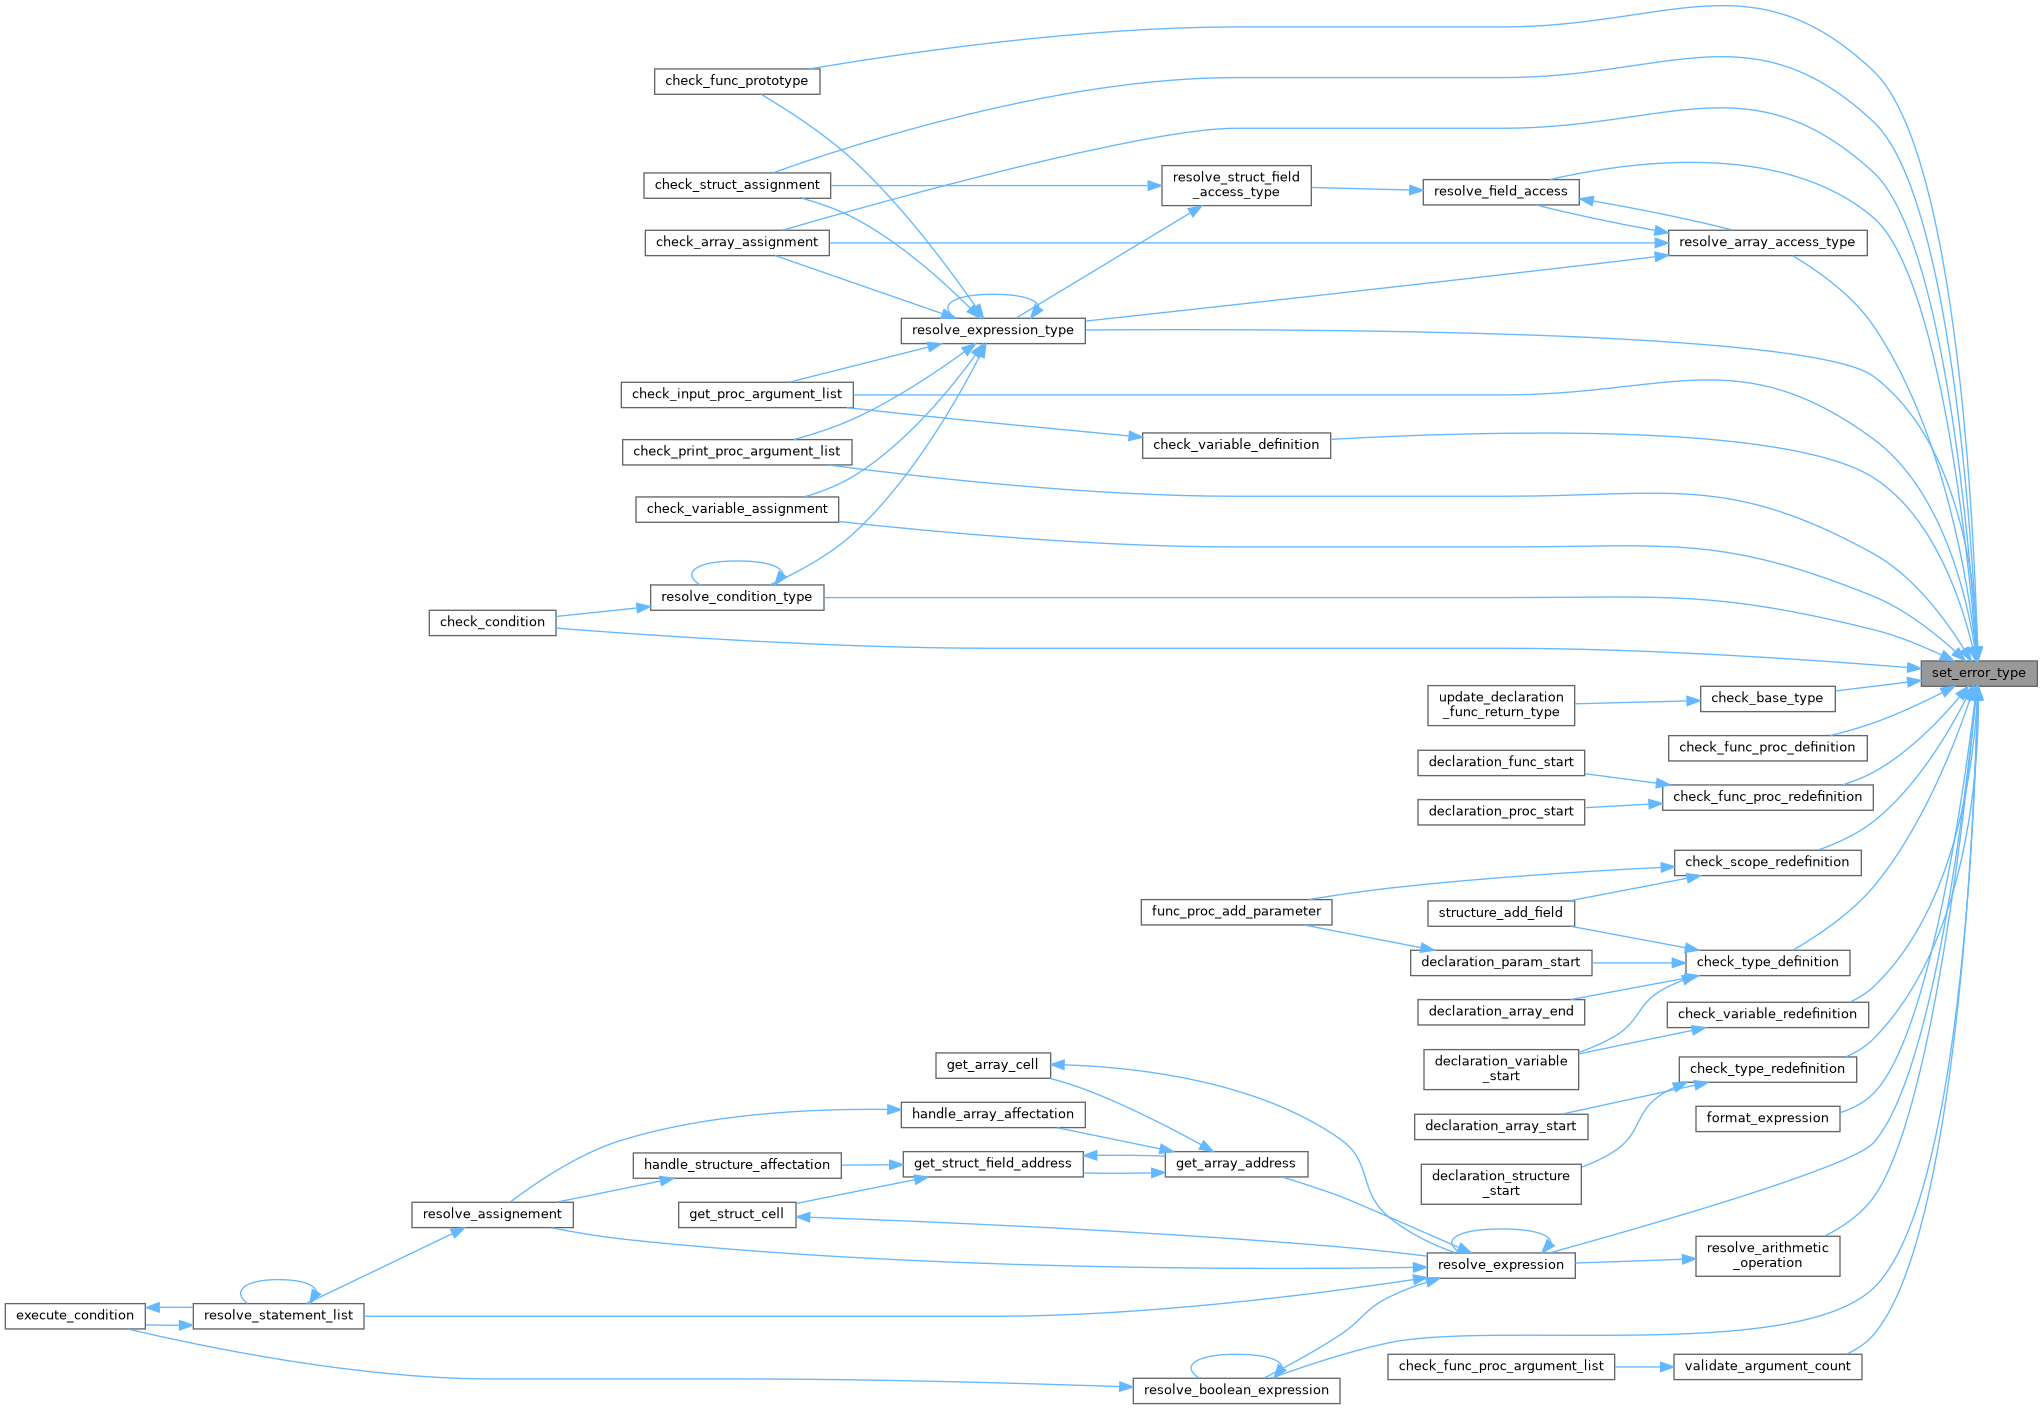 check_func_prototype
check_struct_assignment
resolve_struct_field
_access_type
resolve_field_access
check_array_assignment
resolve_array_access_type
resolve_expression_type
check_input_proc_argument_list
check_print_proc_argument_list
check_variable_definition
check_variable_assignment
resolve_condition_type
check_condition
set_error_type
update_declaration
_func_return_type
check_base_type
check_func_proc_definition
declaration_func_start
check_func_proc_redefinition
declaration_proc_start
check_scope_redefinition
func_proc_add_parameter
structure_add_field
declaration_param_start
check_type_definition
declaration_array_end
check_variable_redefinition
declaration_variable
_start
get_array_cell
check_type_redefinition
handle_array_affectation
declaration_array_start
format_expression
handle_structure_affectation
get_struct_field_address
get_array_address
declaration_structure
_start
resolve_assignement
get_struct_cell
resolve_expression
resolve_arithmetic
_operation
execute_condition
resolve_statement_list
check_func_proc_argument_list
validate_argument_count
resolve_boolean_expression